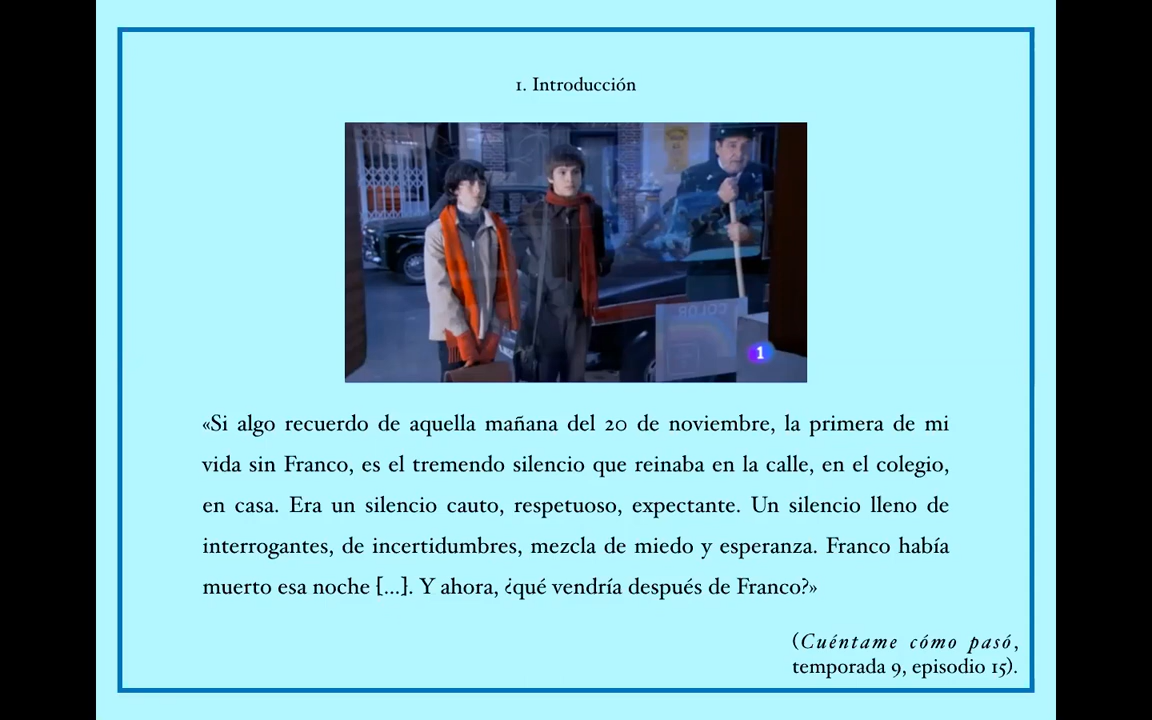 1. Introducción
COLOR
1
«Si algo recuerdo de aquella mañana del 20 de noviembre, la primera de mi
vida sin Franco, es el tremendo silencio que reinaba en la calle, en el colegio,
en casa. Era un silencio cauto, respetuoso, expectante. Un silencio lleno de
interrogantes, de incertidumbres, mezcla de miedo y esperanza. Franco había
muerto esa noche [...]. Y ahora, ¿qué vendría después de Franco?»
(Cuéntame cómo pasó,
temporada 9, episodio 15).